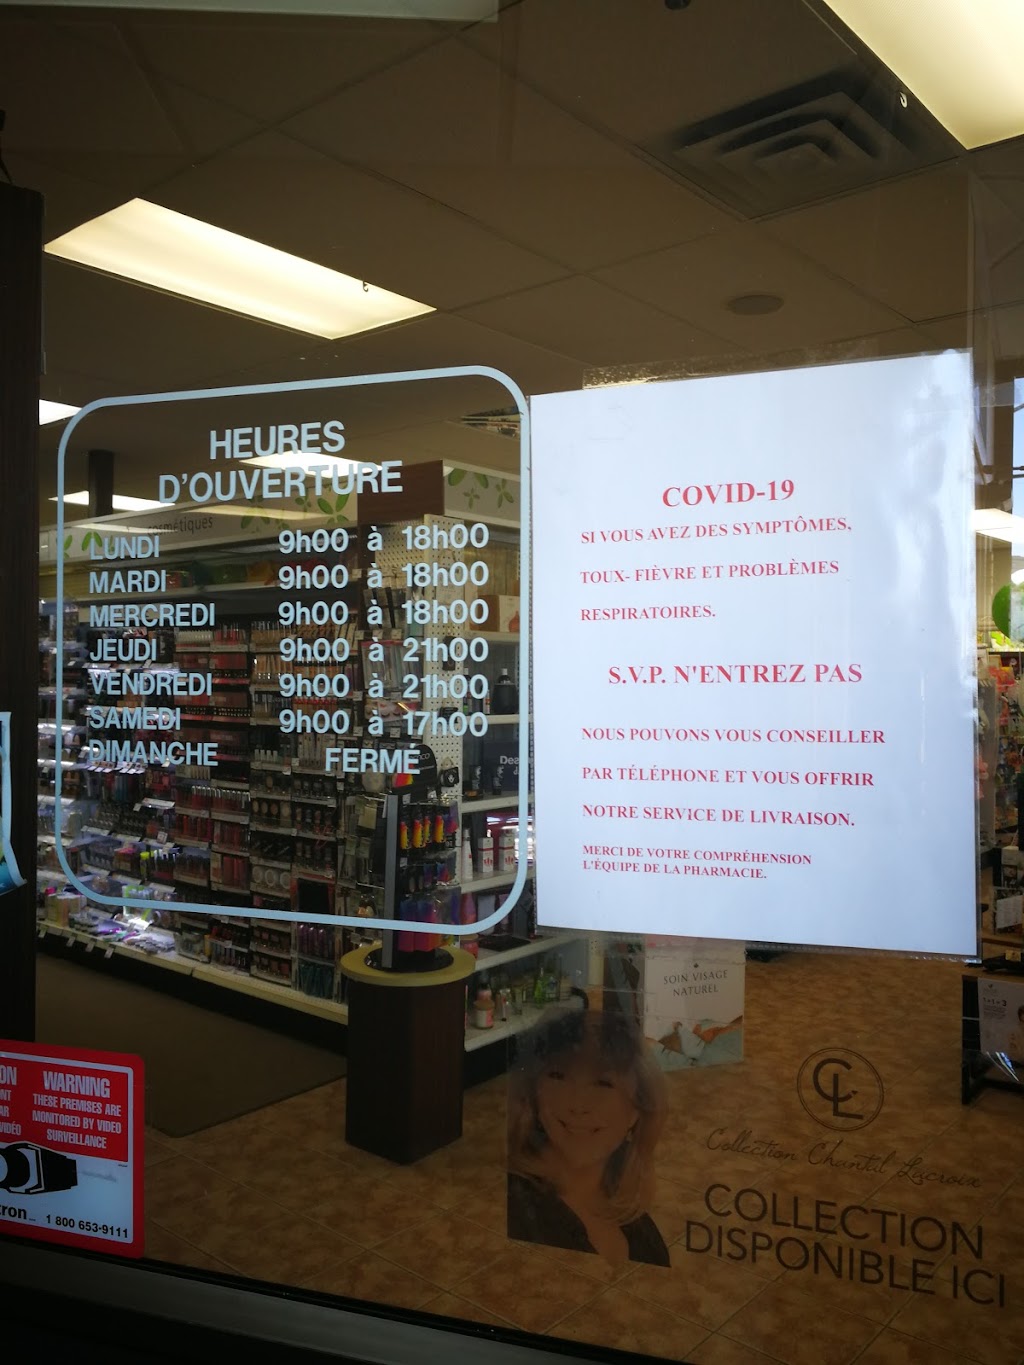 cosmétiques
HEURES
D'OUVERTURE
LUNDI 9h00 à 18h00
MARDI 9h00 à 18h00
MERCREDI 9h00 à 18h00
JEUDI 9h00 à 21h00
VENDREDI 9h00 à 21h00
SAMEDI 9h00 à 17h00
DIMANCHE FERMÉ
COVID-19
SI VOUS AVEZ DES SYMPTÔMES,
TOUX- FIÈVRE ET PROBLÈMES
RESPIRATOIRES.
S.V.P. N'ENTREZ PAS
NOUS POUVONS VOUS CONSEILLER
PAR TÉLÉPHONE ET VOUS OFFRIR
NOTRE SERVICE DE LIVRAISON.
MERCI DE VOTRE COMPRÉHENSION
L'ÉQUIPE DE LA PHARMACIE.
SOIN VISAGE
NATUREL
CL
Collection Chantal Lacroix
COLLECTION
DISPONIBLE ICI
WARNING
THESE PREMISES ARE
MONITORED BY VIDEO
SURVEILLANCE
1 800 653-9111